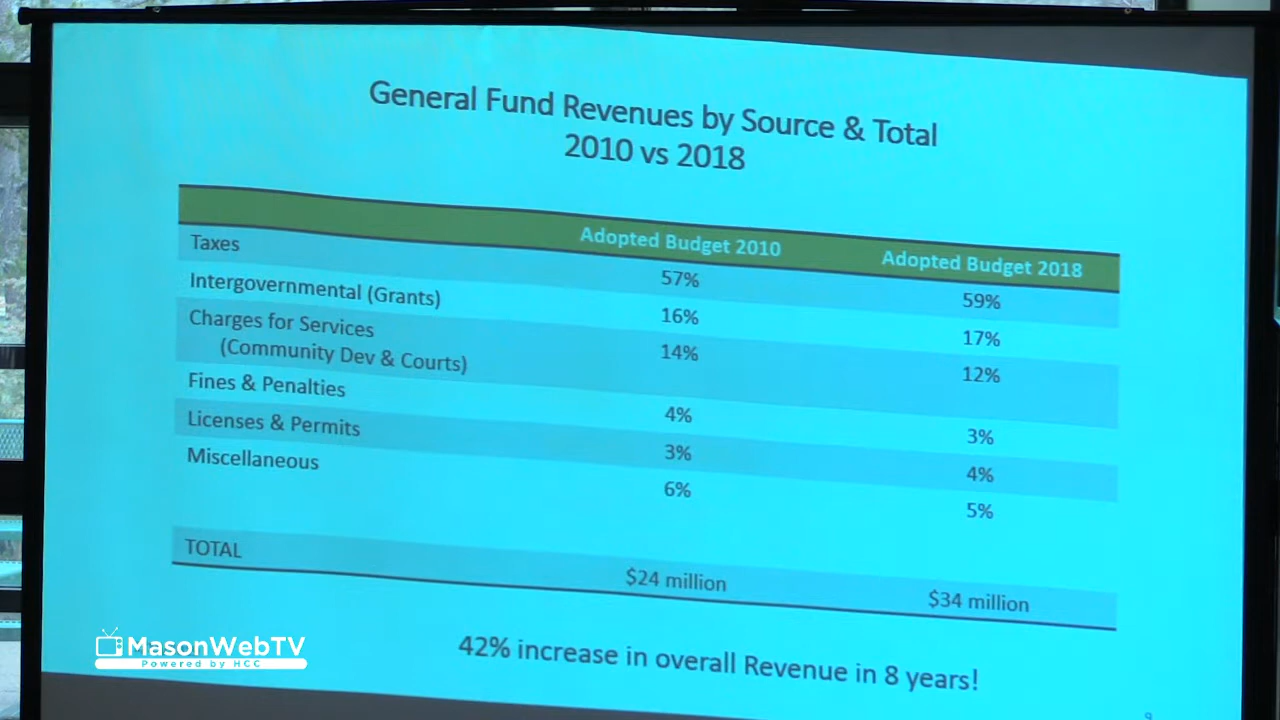 General Fund Revenues by Source & Total
2010 vs 2018
Adopted Budget 2010 Adopted Budget 2018
Taxes 57% 59%
Intergovernmental (Grants) 16% 17%
Charges for Services 14% 12%
(Community Dev & Courts)
Fines & Penalties 4% 3%
Licenses & Permits 3% 4%
Miscellaneous 6% 5%
TOTAL $24 million $34 million
42% increase in overall Revenue in 8 years!
MasonWebTV
Powered by HCC
9